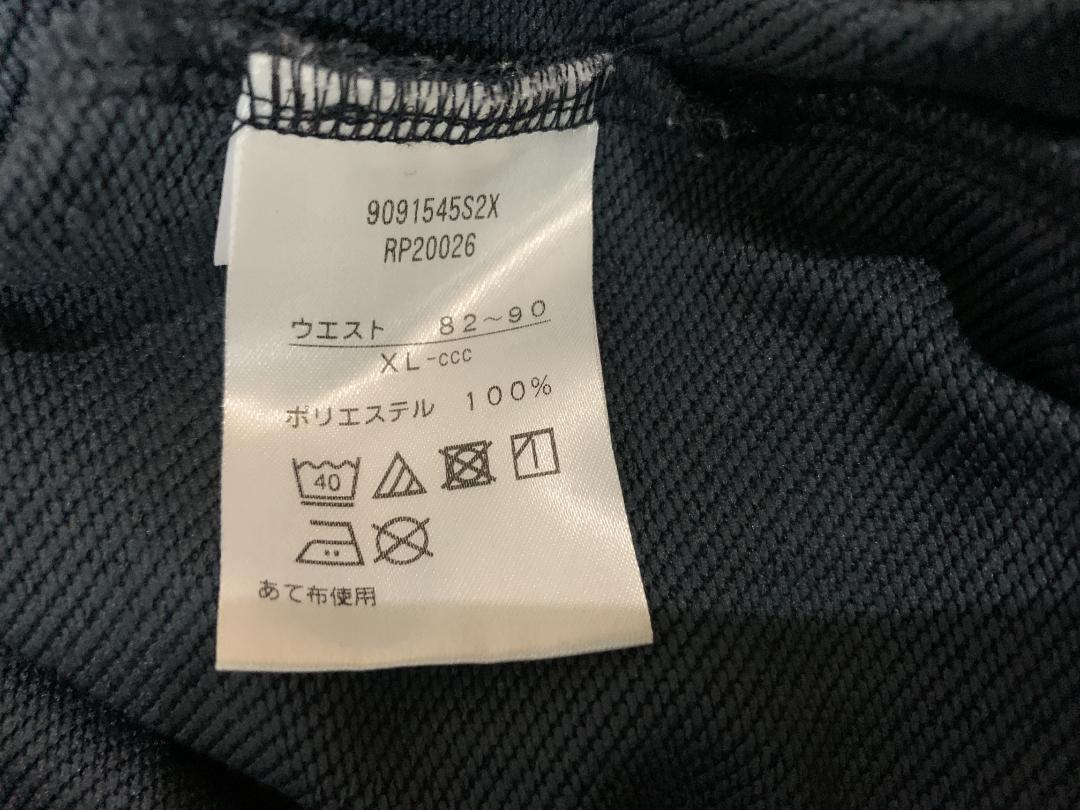 9091545S2X
RP20026
ウエスト 82～90
XL-ccc
ポリエステル 100%
40
あて布使用